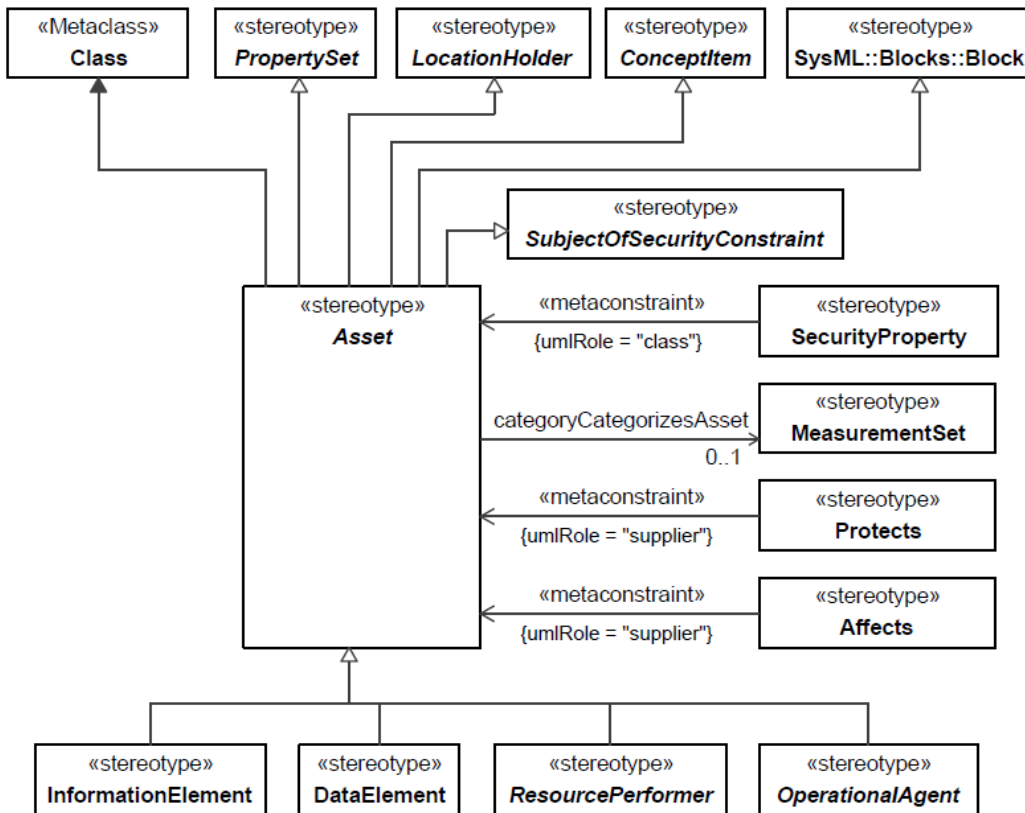 «Metaclass»
Class
«stereotype»
PropertySet
«stereotype»
LocationHolder
«stereotype»
ConceptItem
«stereotype»
SysML::Blocks::Block
«stereotype»
SubjectOfSecurityConstraint
«stereotype»
Asset
«metaconstraint»
{umlRole = "class"}
«stereotype»
SecurityProperty
categoryCategorizesAsset
0..1
«stereotype»
MeasurementSet
«metaconstraint»
{umlRole = "supplier"}
«stereotype»
Protects
«metaconstraint»
{umlRole = "supplier"}
«stereotype»
Affects
«stereotype»
InformationElement
«stereotype»
DataElement
«stereotype»
ResourcePerformer
«stereotype»
OperationalAgent